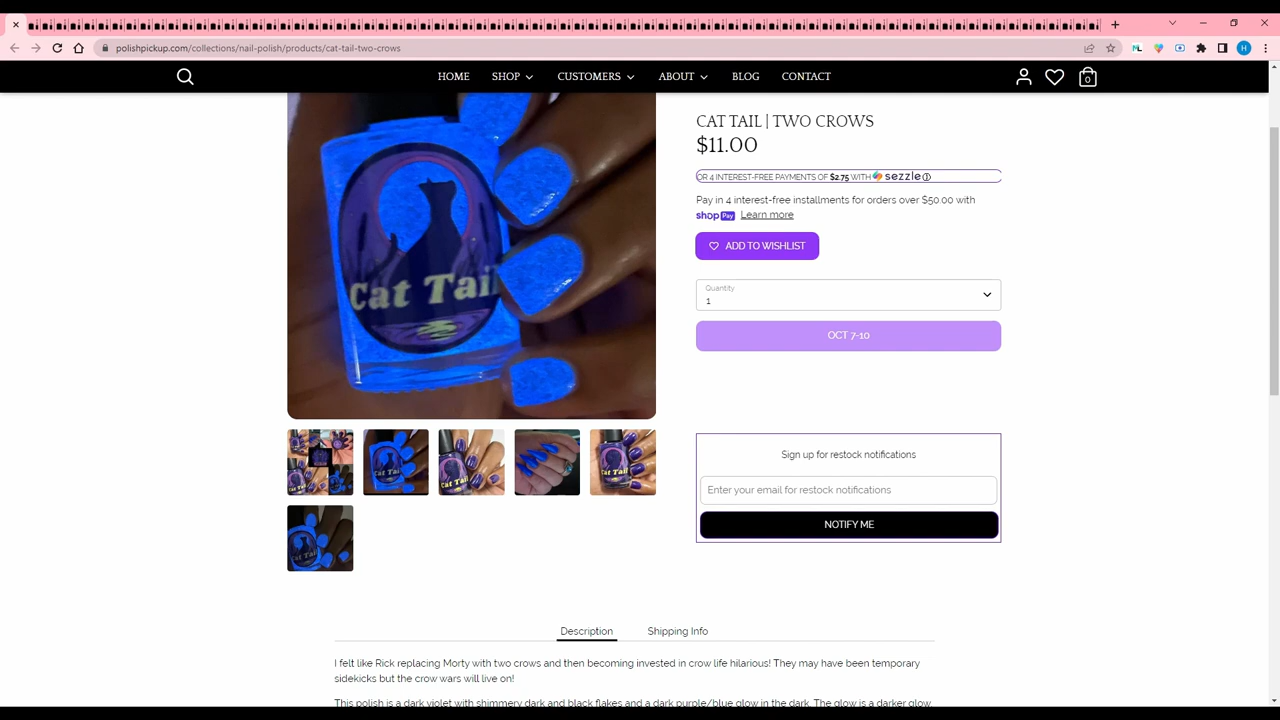 polishpickup.com/collections/nail-polish/products/cat-tail-two-crows
HOME SHOP CUSTOMERS ABOUT BLOG CONTACT
0
CAT TAIL | TWO CROWS
$11.00
OR 4 INTEREST-FREE PAYMENTS OF $2.75 WITH sezzle
Pay in 4 interest-free installments for orders over $50.00 with
shop Pay Learn more
ADD TO WISHLIST
Quantity
1
OCT 7-10
Cat Tail
Sign up for restock notifications
Enter your email for restock notifications
NOTIFY ME
Description Shipping Info
I felt like Rick replacing Morty with two crows and then becoming invested in crow life hilarious! They may have been temporary
sidekicks but the crow wars will live on!
This polish is a dark violet with shimmery dark and black flakes and a dark purple/blue glow in the dark. The glow is a darker glow,